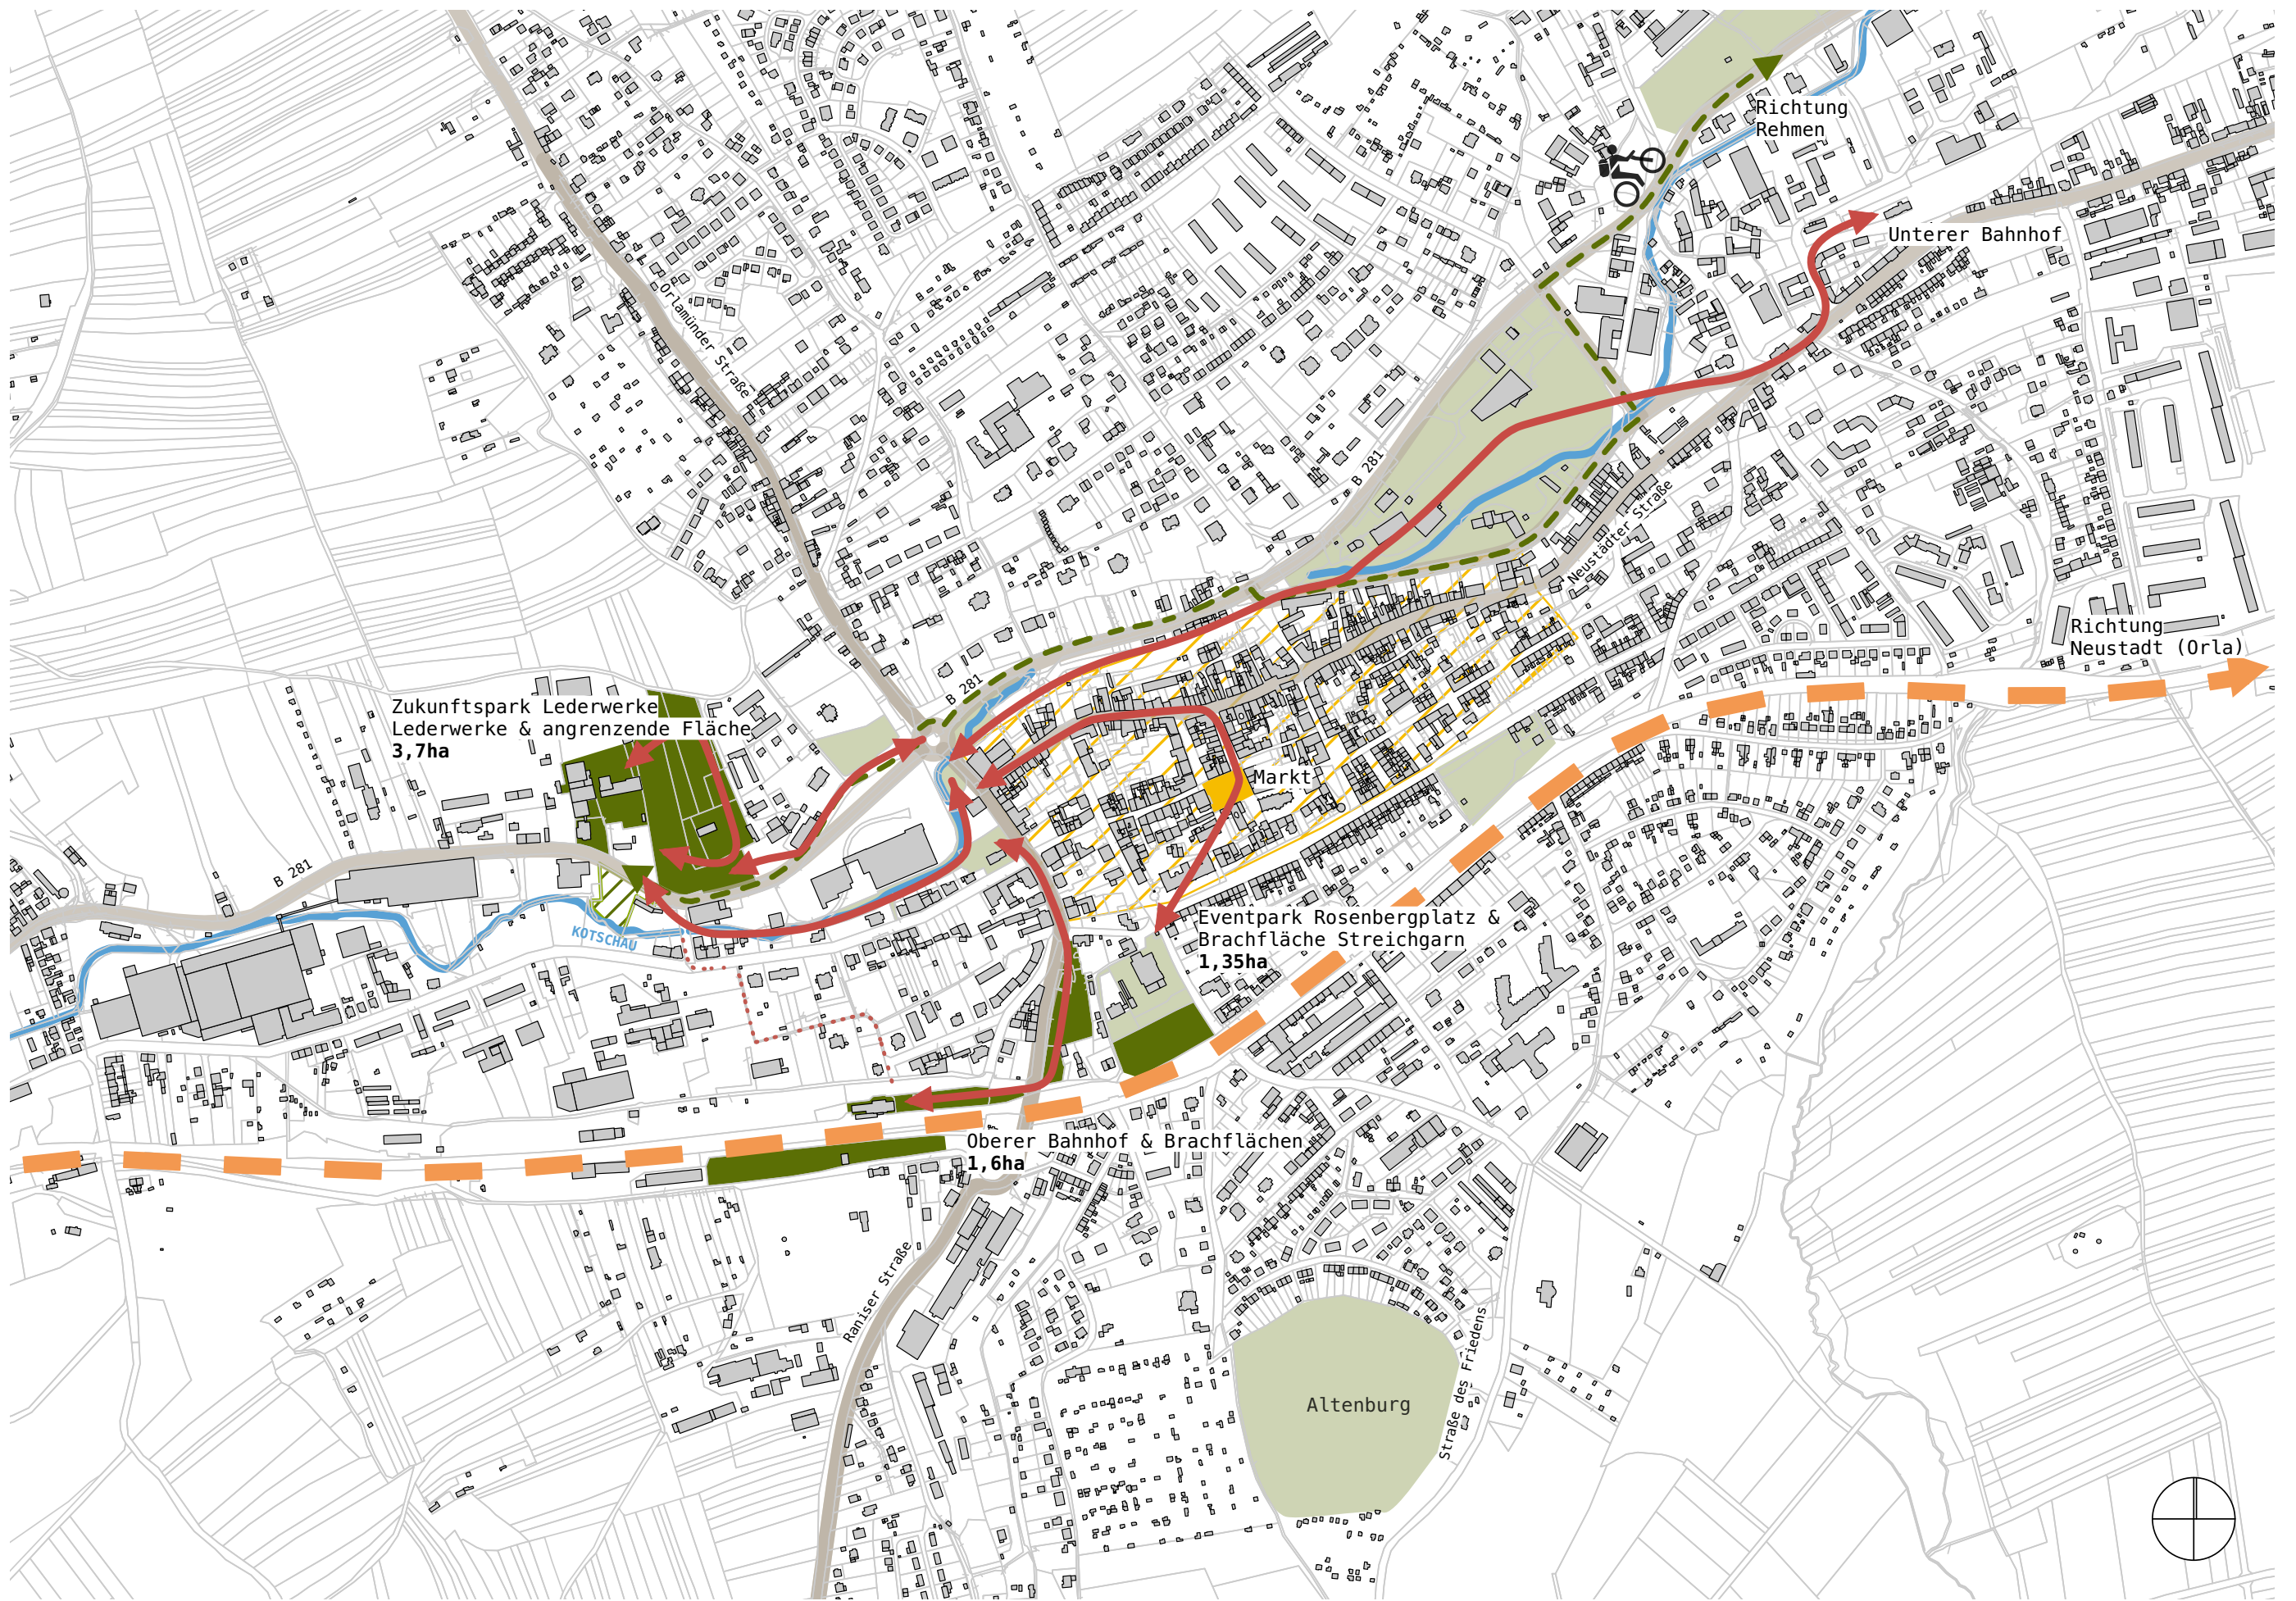 Richtung
Rehmen
Unterer Bahnhof
Orlamünder Straße
B 281
Neustädter Straße
Richtung
Neustadt (Orla)
B 281
Zukunftspark Lederwerke
Lederwerke & angrenzende Fläche
3,7ha
Markt
B 281
KOTSCHAU
Eventpark Rosenbergplatz &
Brachfläche Streichgarn
1,35ha
Oberer Bahnhof & Brachflächen
1,6ha
Raniser Straße
Straße des Friedens
Altenburg